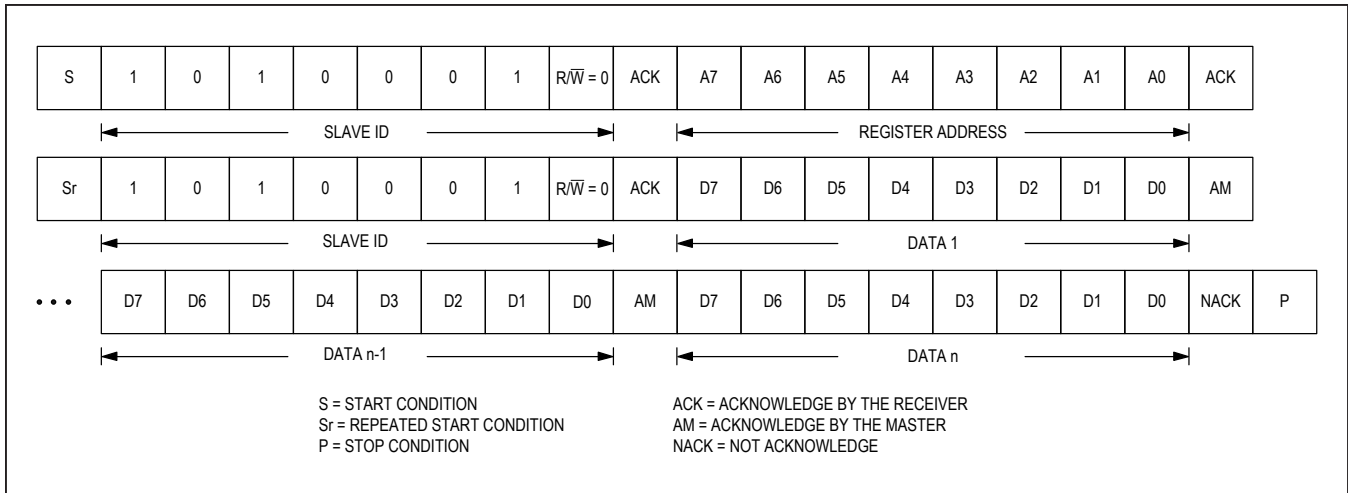 S 1 0 1 0 0 0 1 R/W̅ = 0 ACK A7 A6 A5 A4 A3 A2 A1 A0 ACK
SLAVE ID REGISTER ADDRESS
Sr 1 0 1 0 0 0 1 R/W̅ = 0 ACK D7 D6 D5 D4 D3 D2 D1 D0 AM
SLAVE ID DATA 1
• • • D7 D6 D5 D4 D3 D2 D1 D0 AM D7 D6 D5 D4 D3 D2 D1 D0 NACK P
DATA n-1 DATA n
S = START CONDITION
Sr = REPEATED START CONDITION
P = STOP CONDITION
ACK = ACKNOWLEDGE BY THE RECEIVER
AM = ACKNOWLEDGE BY THE MASTER
NACK = NOT ACKNOWLEDGE